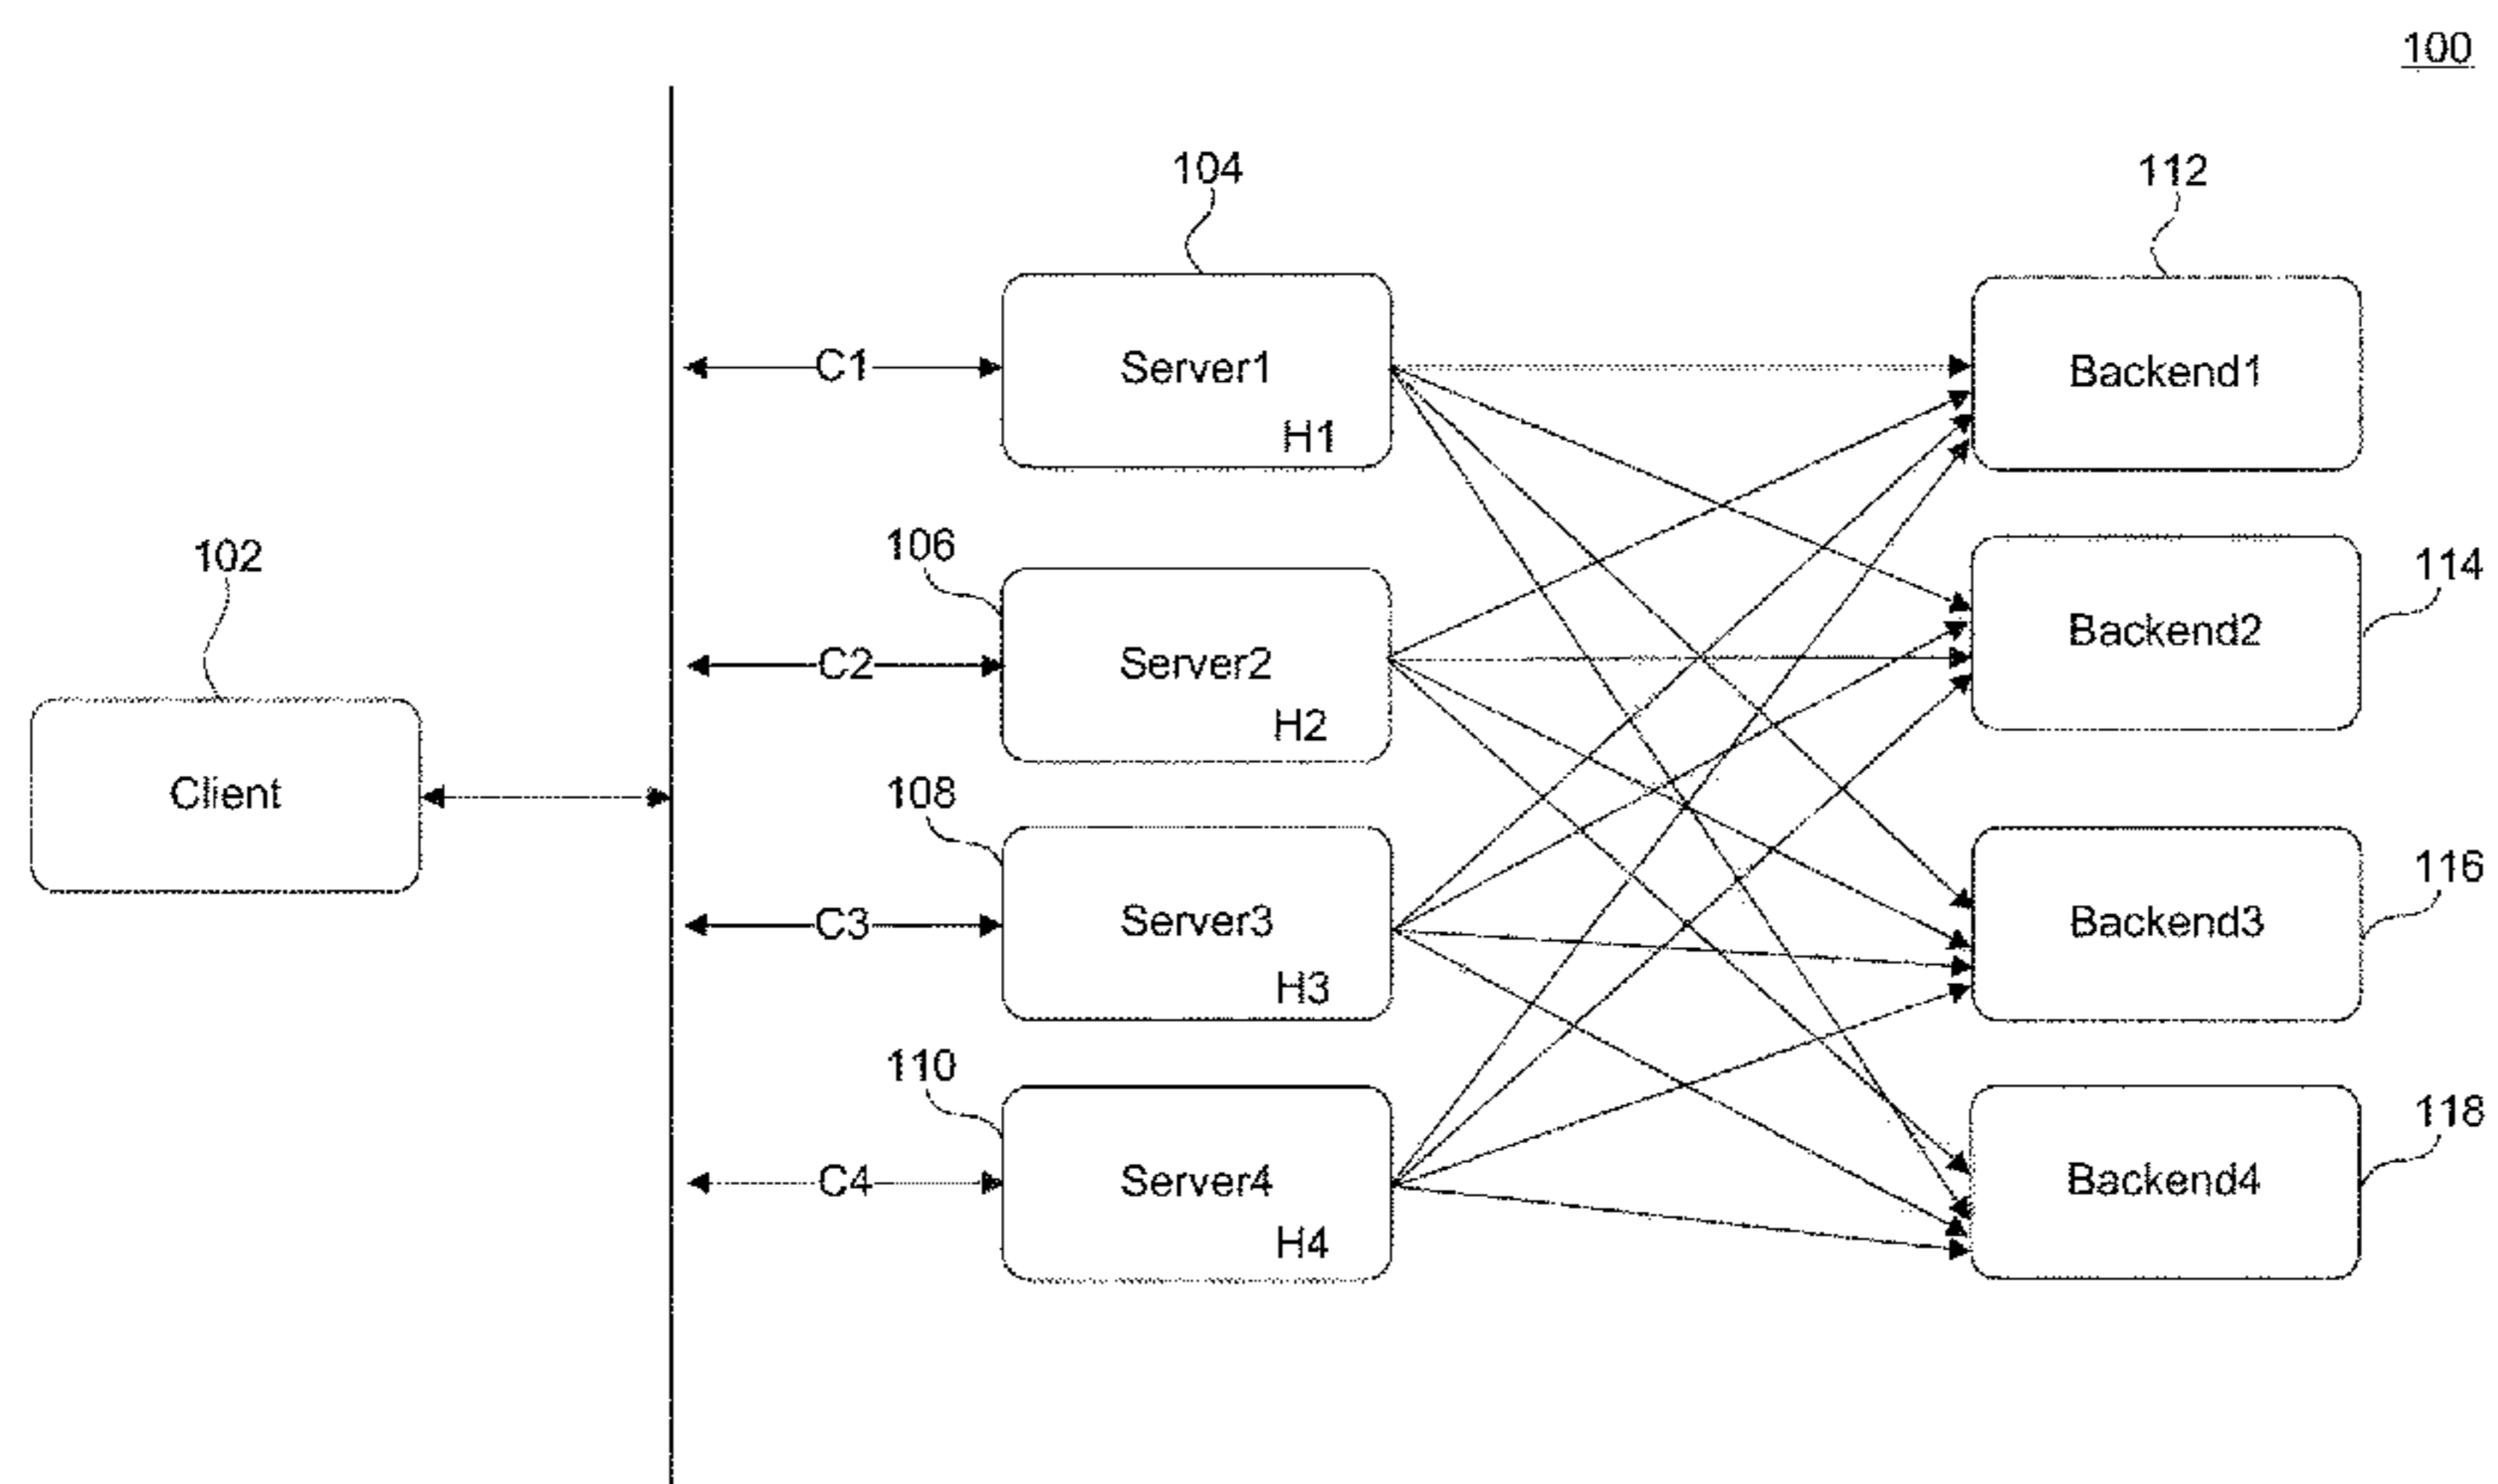 100
104
112
C1
Server1
Backend1
H1
102
106
114
C2
Server2
Backend2
H2
Client
108
116
C3
Server3
Backend3
H3
110
118
C4
Server4
Backend4
H4